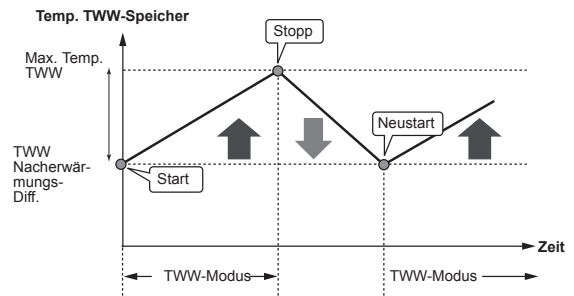 Temp. TWW-Speicher
Stopp
Max. Temp.
TWW
Neustart
TWW
Nacherwär-
mungs-
Diff.
Start
Zeit
TWW-Modus
TWW-Modus